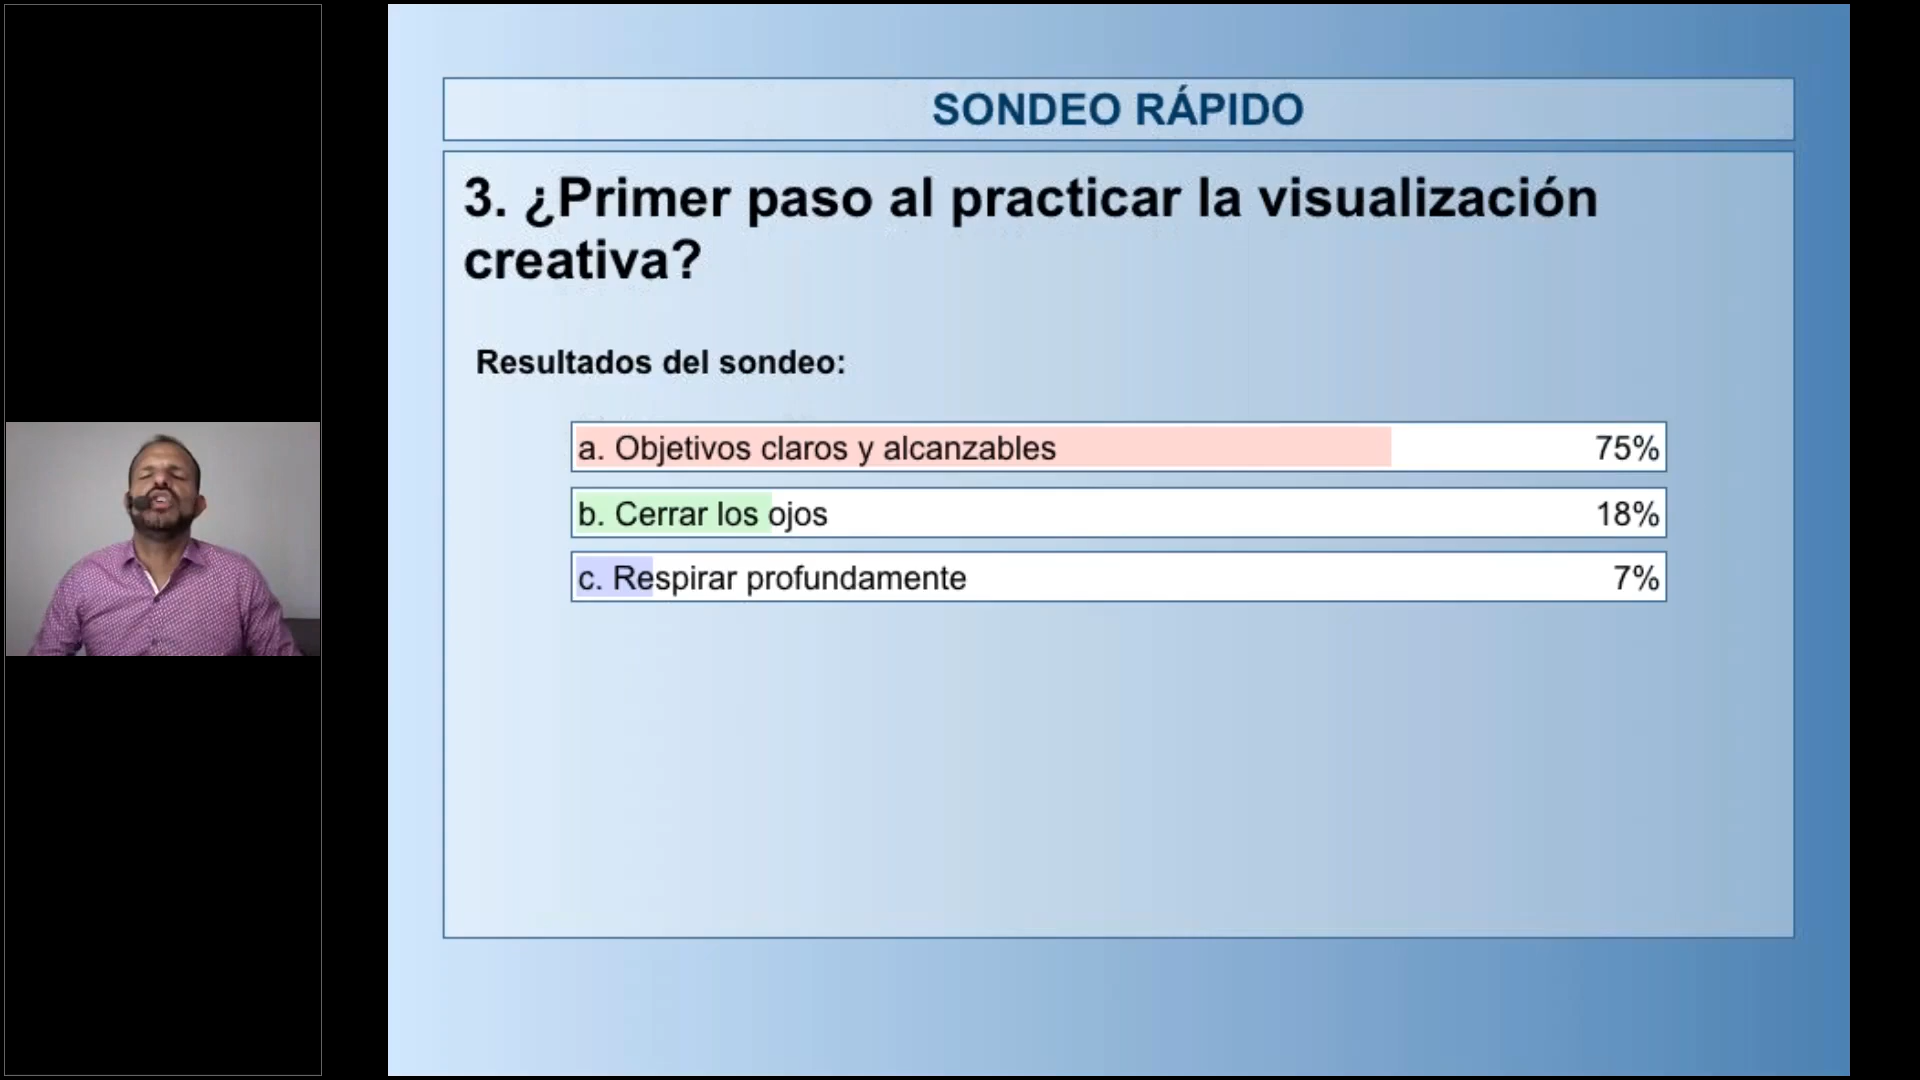 SONDEO RÁPIDO
3. ¿Primer paso al practicar la visualización
creativa?
Resultados del sondeo:
a. Objetivos claros y alcanzables 75%
b. Cerrar los ojos 18%
c. Respirar profundamente 7%